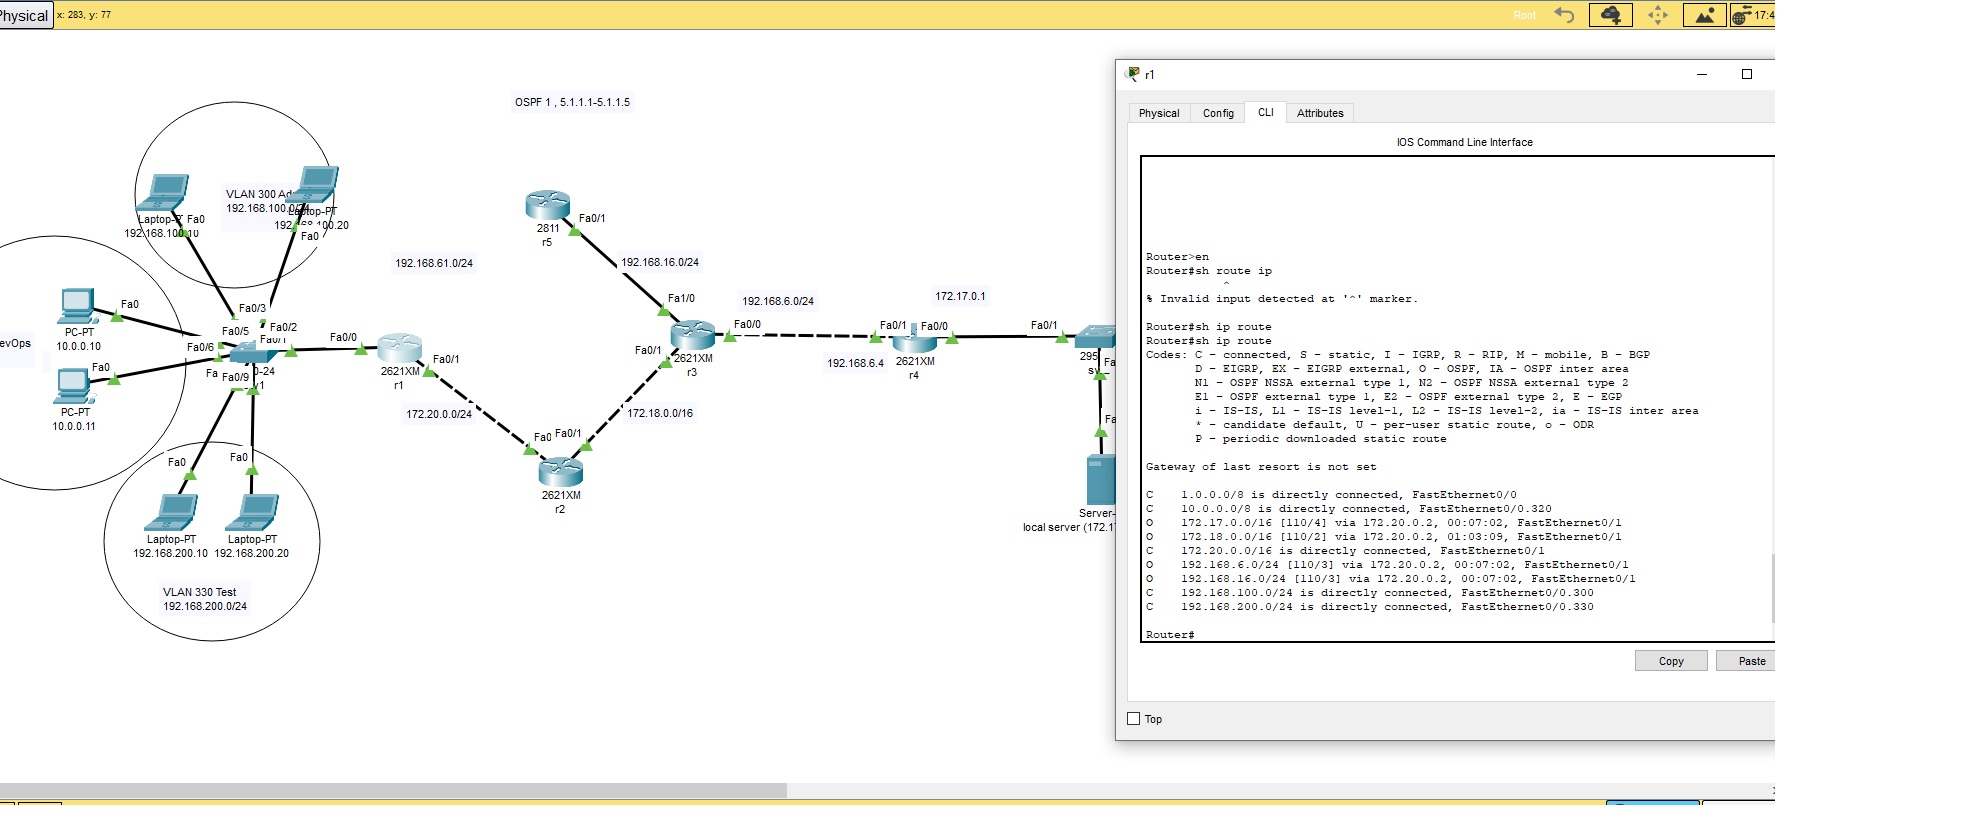 Physical
x: 283, y: 77
Root
17:4
OSPF 1 , 5.1.1.1-5.1.1.5
VLAN 300
192.168.100.0/24
Fa0
192.168.100.10
Laptop-PT
192.168.100.20
Fa0
2811
r5
Fa0/1
192.168.61.0/24
192.168.16.0/24
Fa1/0
192.168.6.0/24
172.17.0.1
evOps
PC-PT
10.0.0.10
Fa0
PC-PT
10.0.0.11
Fa0
Fa0/3
Fa0/5
Fa0/2
Fa0/1
Fa0/6
Fa0/9
Fa0/0
2621XM
r1
Fa0/1
172.20.0.0/24
Fa0/1
2621XM
r2
172.18.0.0/16
Fa0/1
Fa0/0
2621XM
r3
Fa0/1
Fa0/0
192.168.6.4
2621XM
r4
Fa0/1
295
Fa
Fa
Server-
local server (172.17
Fa0
Fa0
Laptop-PT
192.168.200.10
Laptop-PT
192.168.200.20
VLAN 330 Test
192.168.200.0/24
r1
Physical
Config
CLI
Attributes
IOS Command Line Interface
Router>en
Router#sh route ip
^
% Invalid input detected at '^' marker.
Router#sh ip route
Router#sh ip route
Codes: C - connected, S - static, I - IGRP, R - RIP, M - mobile, B - BGP
D - EIGRP, EX - EIGRP external, O - OSPF, IA - OSPF inter area
N1 - OSPF NSSA external type 1, N2 - OSPF NSSA external type 2
E1 - OSPF external type 1, E2 - OSPF external type 2, E - EGP
i - IS-IS, L1 - IS-IS level-1, L2 - IS-IS level-2, ia - IS-IS inter area
* - candidate default, U - per-user static route, o - ODR
P - periodic downloaded static route
Gateway of last resort is not set
C 1.0.0.0/8 is directly connected, FastEthernet0/0
C 10.0.0.0/8 is directly connected, FastEthernet0/0.320
O 172.17.0.0/16 [110/4] via 172.20.0.2, 00:07:02, FastEthernet0/1
O 172.18.0.0/16 [110/2] via 172.20.0.2, 01:03:09, FastEthernet0/1
C 172.20.0.0/16 is directly connected, FastEthernet0/1
O 192.168.6.0/24 [110/3] via 172.20.0.2, 00:07:02, FastEthernet0/1
O 192.168.16.0/24 [110/3] via 172.20.0.2, 00:07:02, FastEthernet0/1
C 192.168.100.0/24 is directly connected, FastEthernet0/0.300
C 192.168.200.0/24 is directly connected, FastEthernet0/0.330
Router#
Copy
Paste
Top